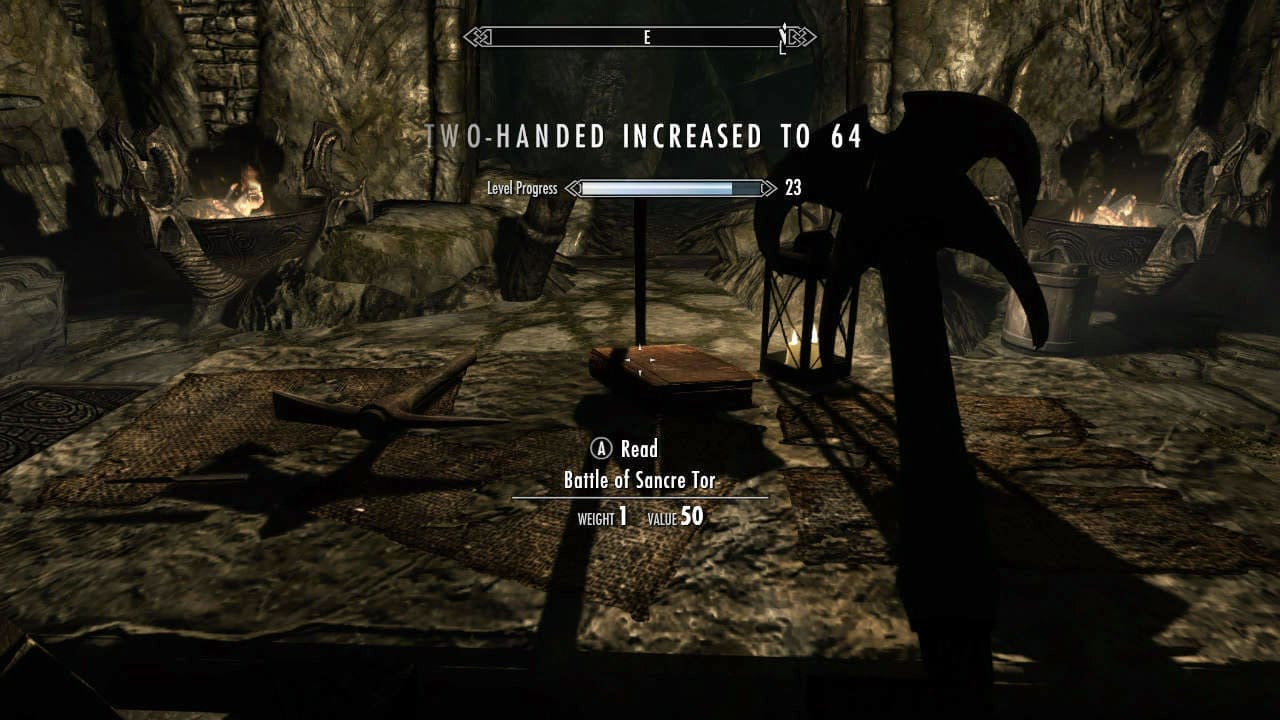 E
N
TWO-HANDED INCREASED TO 64
Level Progress 23
A Read
Battle of Sancre Tor
WEIGHT 1 VALUE 50